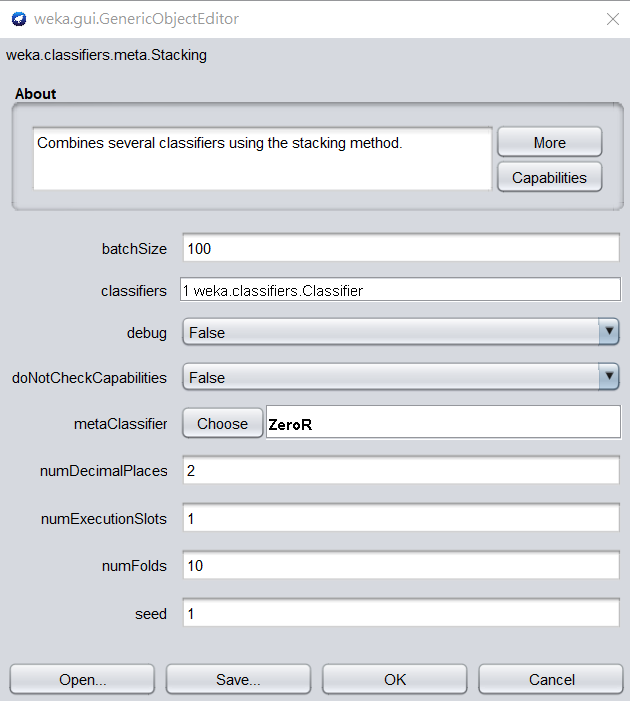 weka.gui.GenericObjectEditor
weka.classifiers.meta.Stacking
About
Combines several classifiers using the stacking method.
More
Capabilities
batchSize 100
classifiers 1 weka.classifiers.Classifier
debug False
doNotCheckCapabilities False
metaClassifier Choose ZeroR
numDecimalPlaces 2
numExecutionSlots 1
numFolds 10
seed 1
Open... Save... OK Cancel